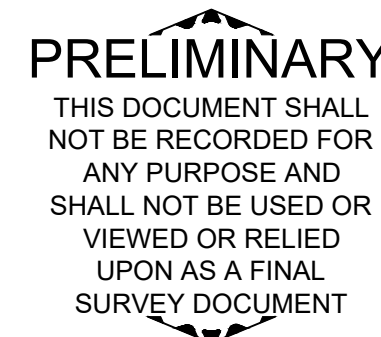 PRELIMINARY
THIS DOCUMENT SHALL
NOT BE RECORDED FOR
ANY PURPOSE AND
SHALL NOT BE USED OR
VIEWED OR RELIED
UPON AS A FINAL
SURVEY DOCUMENT